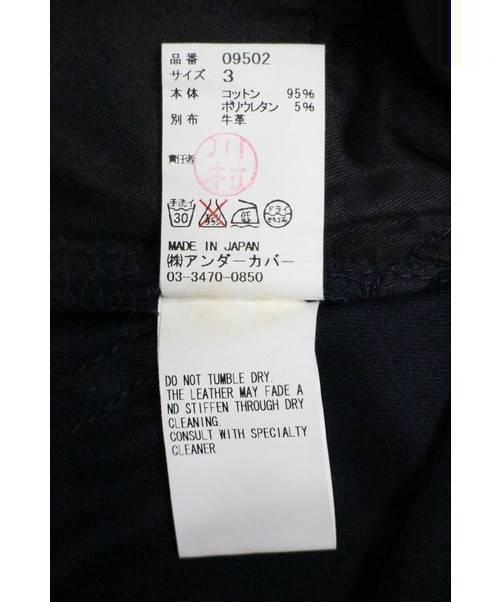 品番 09502
サイズ 3
本体 コットン 95%
ポリウレタン 5%
別布 牛革
責任者 川村
手洗イ 30 低 ドライ
MADE IN JAPAN
㈱アンダーカバー
03-3470-0850
DO NOT TUMBLE DRY.
THE LEATHER MAY FADE A
ND STIFFEN THROUGH DRY
CLEANING.
CONSULT WITH SPECIALTY
CLEANER.